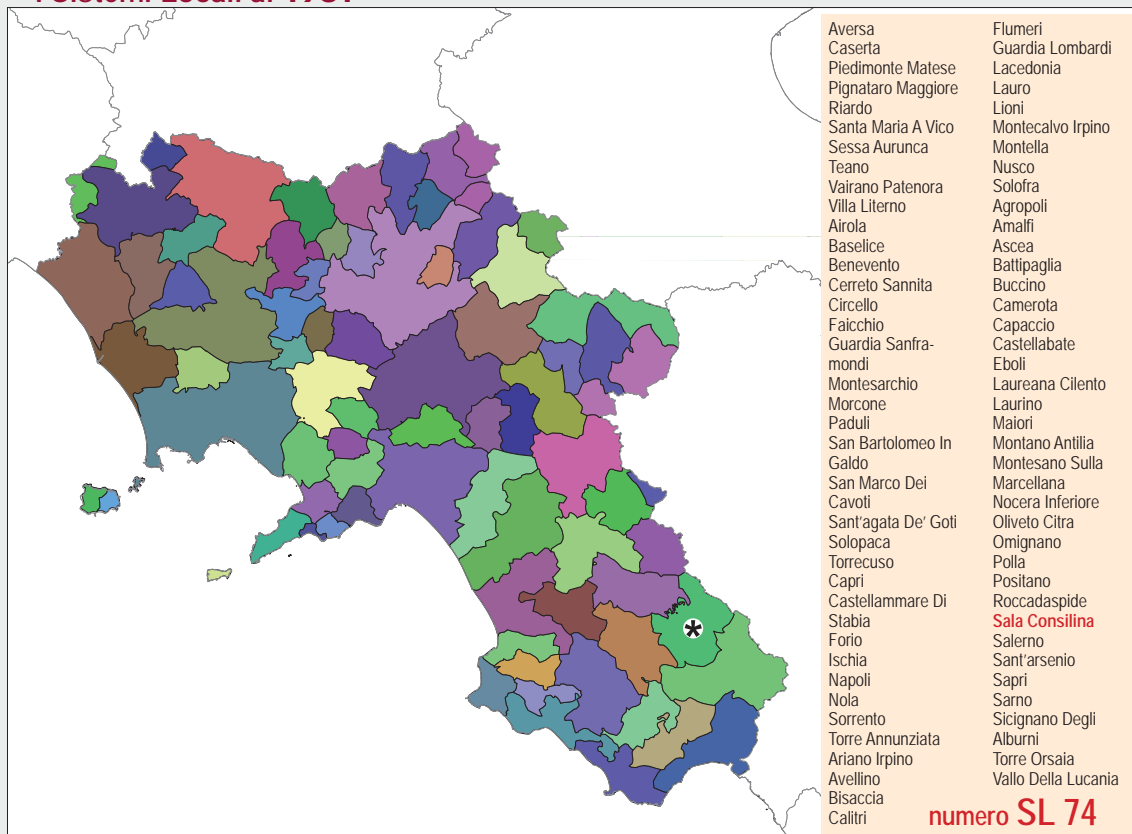 i Sistemi Locali al 1981
Aversa
Caserta
Piedimonte Matese
Pignataro Maggiore
Riardo
Santa Maria A Vico
Sessa Aurunca
Teano
Vairano Patenora
Villa Literno
Airola
Baselice
Benevento
Cerreto Sannita
Circello
Faicchio
Guardia Sanfra-
mondi
Montesarchio
Morcone
Paduli
San Bartolomeo In
Galdo
San Marco Dei
Cavoti
Sant'agata De' Goti
Solopaca
Torrecuso
Capri
Castellammare Di
Stabia
Forio
Ischia
Napoli
Nola
Sorrento
Torre Annunziata
Ariano Irpino
Avellino
Bisaccia
Calitri
Flumeri
Guardia Lombardi
Lacedonia
Lauro
Lioni
Montecalvo Irpino
Montella
Nusco
Solofra
Agropoli
Amalfi
Ascea
Battipaglia
Buccino
Camerota
Capaccio
Castellabate
Eboli
Laureana Cilento
Laurino
Maiori
Montano Antilia
Montesano Sulla
Marcellana
Nocera Inferiore
Oliveto Citra
Omignano
Polla
Positano
Roccadaspide
Sala Consilina
Salerno
Sant'arsenio
Sapri
Sarno
Sicignano Degli
Alburni
Torre Orsaia
Vallo Della Lucania
numero SL 74
*